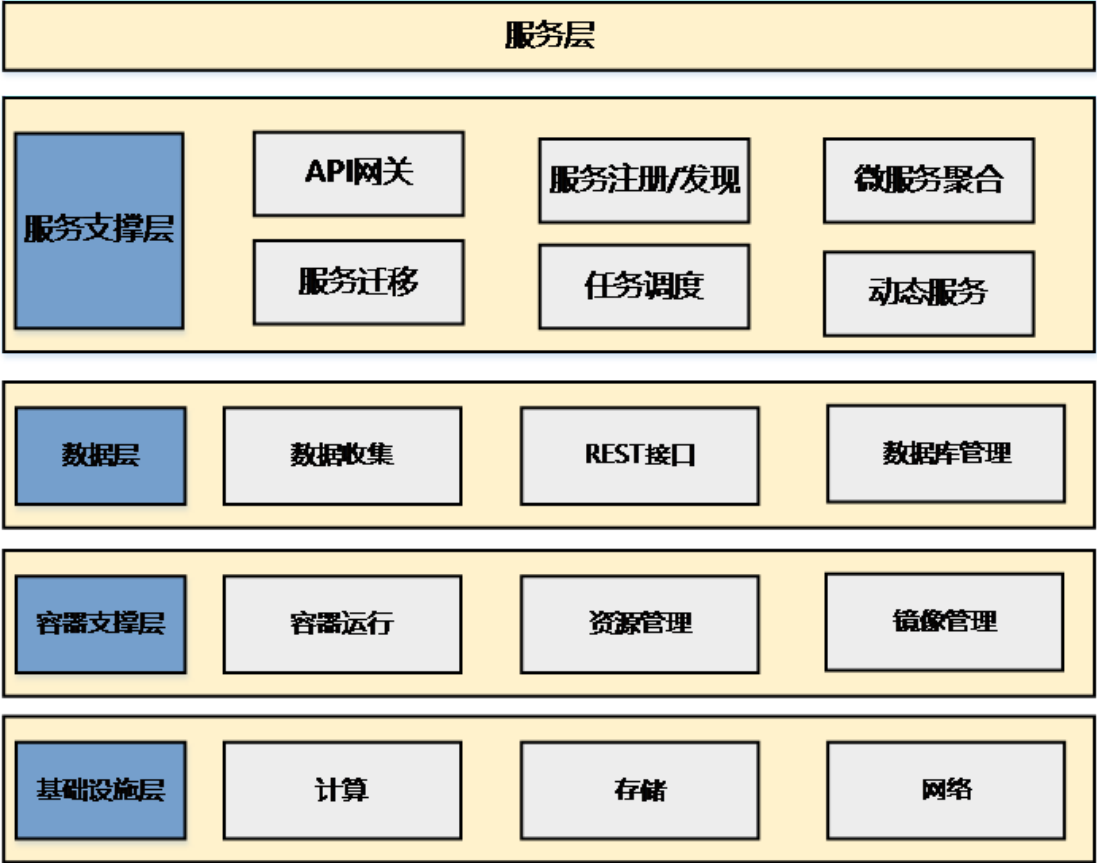 服务层
服务支撑层
API网关
服务注册/发现
微服务聚合
服务迁移
任务调度
动态服务
数据层
数据收集
REST接口
数据库管理
容器支撑层
容器运行
资源管理
镜像管理
基础设施层
计算
存储
网络